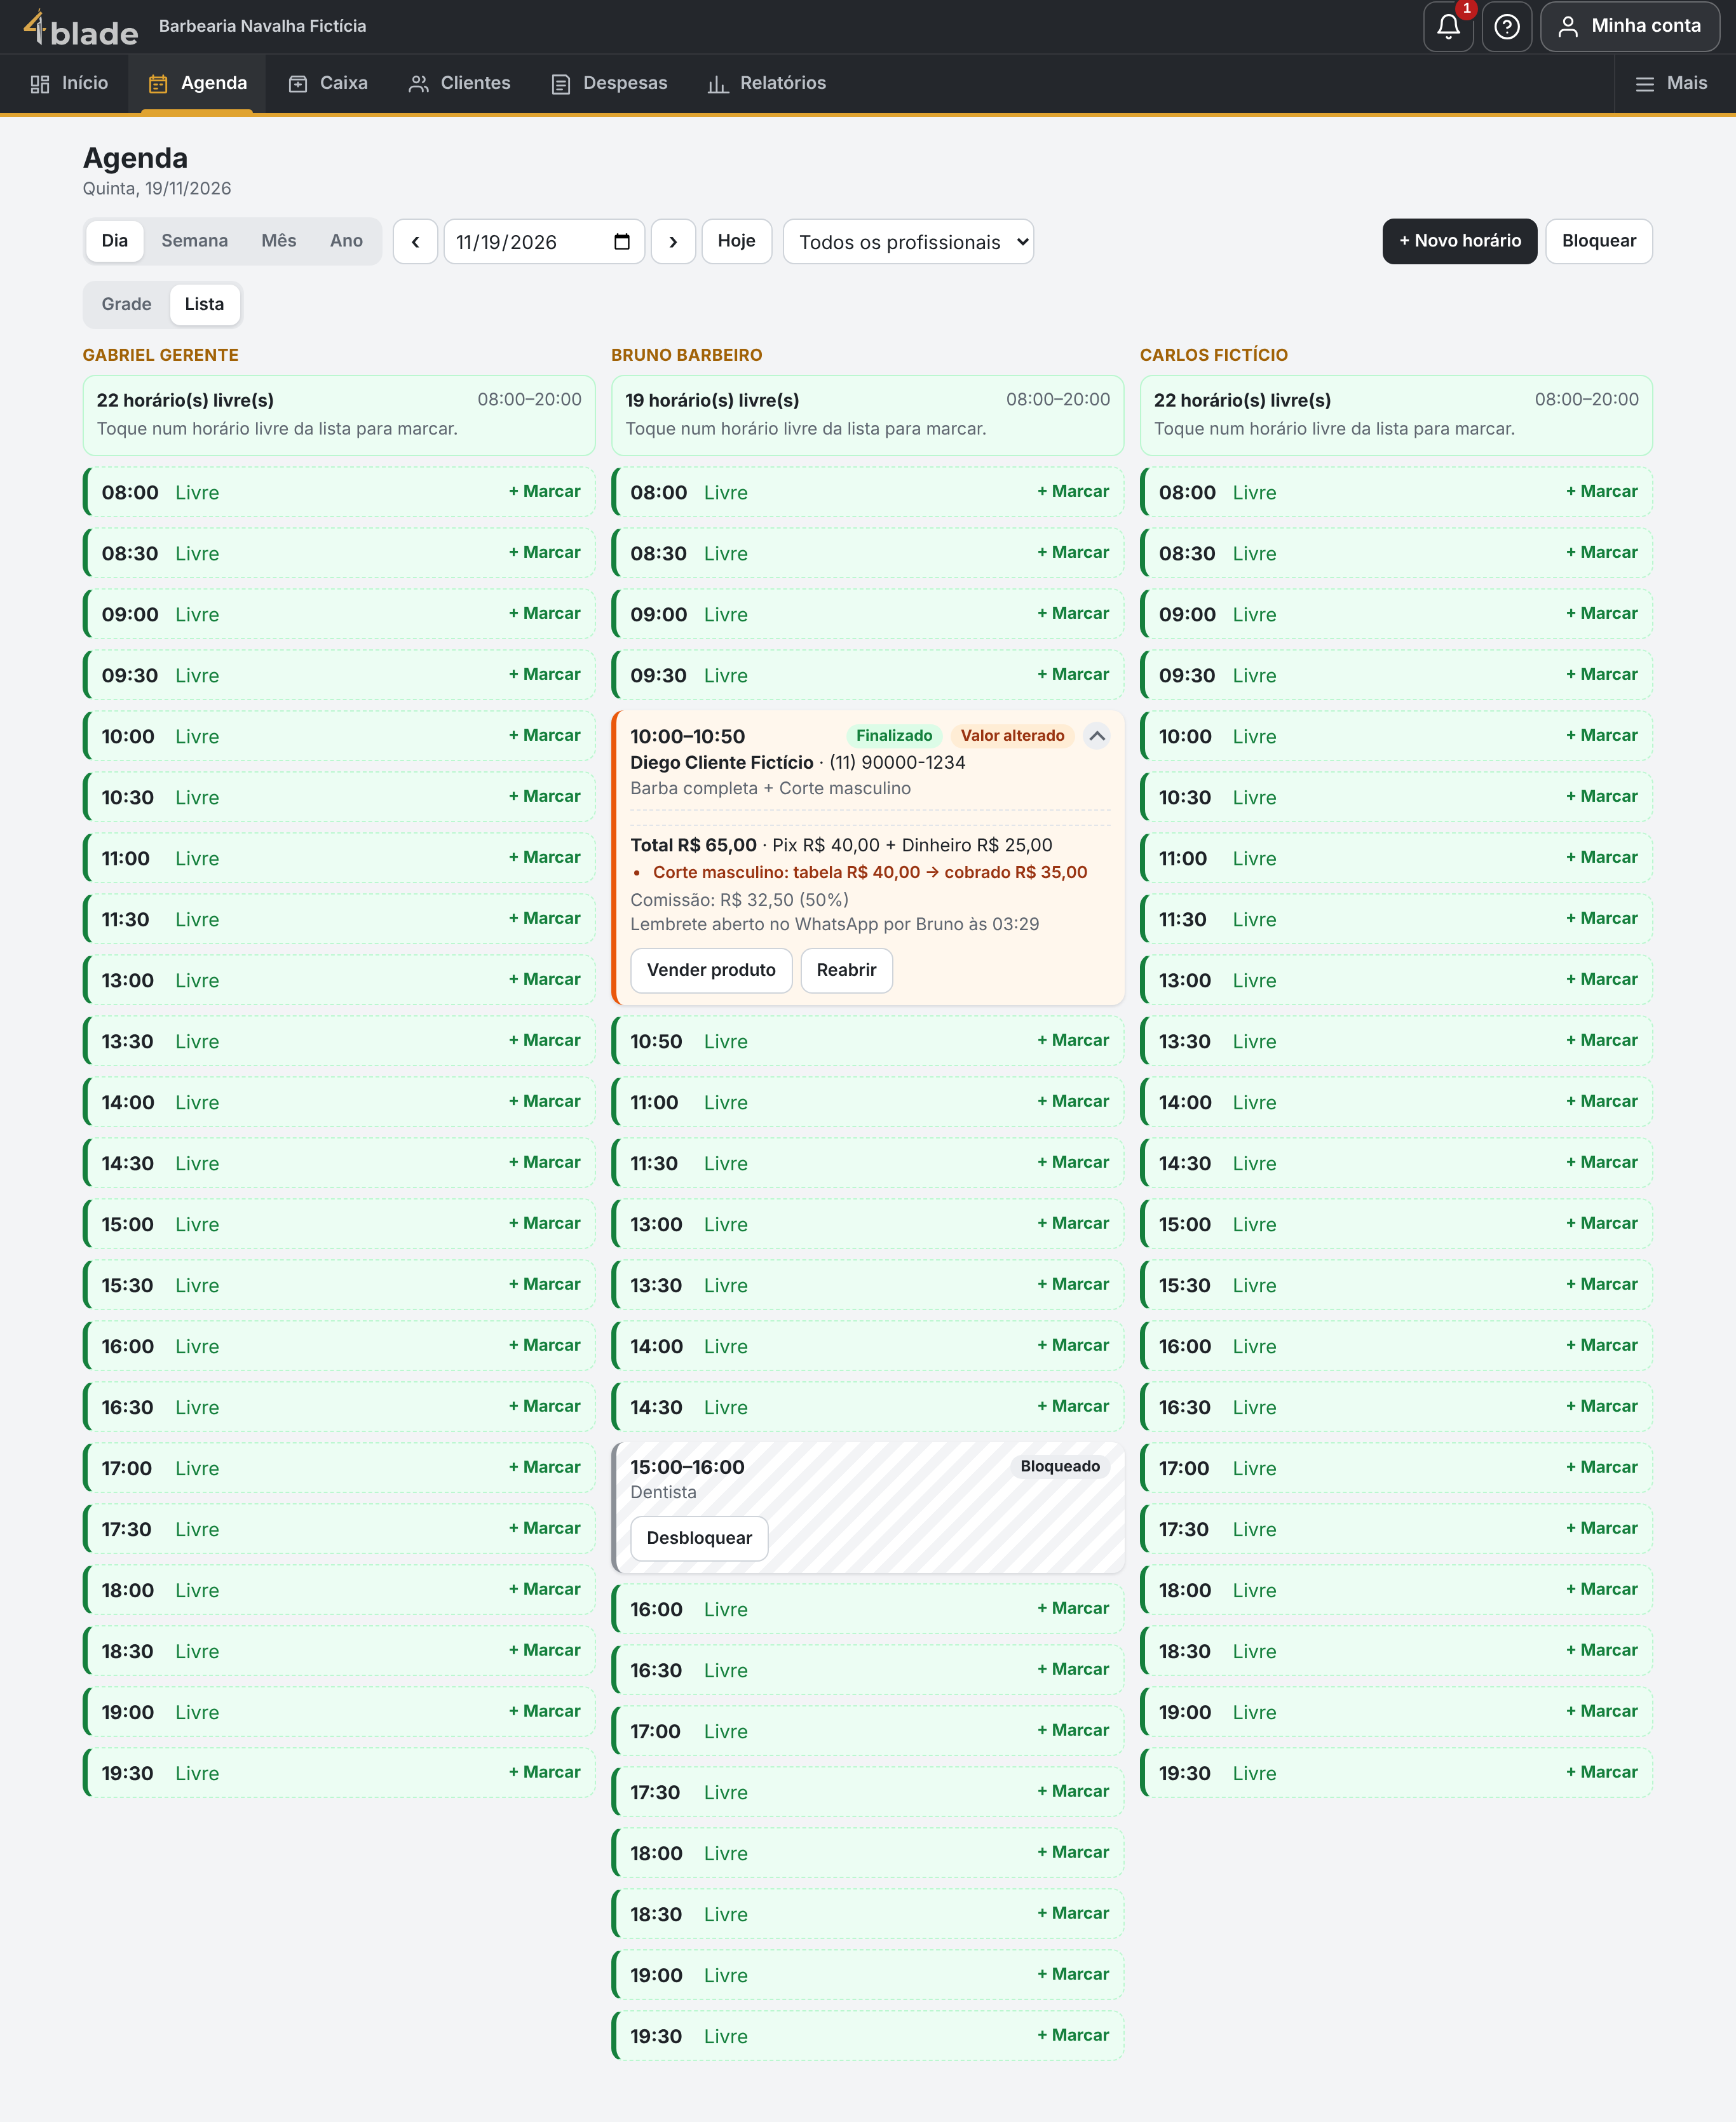 4blade Barbearia Navalha Fictícia 1 Minha conta
Início Agenda Caixa Clientes Despesas Relatórios Mais
Agenda
Quinta, 19/11/2026
Dia Semana Mês Ano ‹ 11/19/2026 › Hoje Todos os profissionais + Novo horário Bloquear
Grade Lista
GABRIEL GERENTE
22 horário(s) livre(s) 08:00–20:00
Toque num horário livre da lista para marcar.
08:00 Livre + Marcar
08:30 Livre + Marcar
09:00 Livre + Marcar
09:30 Livre + Marcar
10:00 Livre + Marcar
10:30 Livre + Marcar
11:00 Livre + Marcar
11:30 Livre + Marcar
13:00 Livre + Marcar
13:30 Livre + Marcar
14:00 Livre + Marcar
14:30 Livre + Marcar
15:00 Livre + Marcar
15:30 Livre + Marcar
16:00 Livre + Marcar
16:30 Livre + Marcar
17:00 Livre + Marcar
17:30 Livre + Marcar
18:00 Livre + Marcar
18:30 Livre + Marcar
19:00 Livre + Marcar
19:30 Livre + Marcar
BRUNO BARBEIRO
19 horário(s) livre(s) 08:00–20:00
Toque num horário livre da lista para marcar.
08:00 Livre + Marcar
08:30 Livre + Marcar
09:00 Livre + Marcar
09:30 Livre + Marcar
10:00–10:50 Finalizado Valor alterado
Diego Cliente Fictício · (11) 90000-1234
Barba completa + Corte masculino
Total R$ 65,00 · Pix R$ 40,00 + Dinheiro R$ 25,00
• Corte masculino: tabela R$ 40,00 → cobrado R$ 35,00
Comissão: R$ 32,50 (50%)
Lembrete aberto no WhatsApp por Bruno às 03:29
Vender produto Reabrir
10:50 Livre + Marcar
11:00 Livre + Marcar
11:30 Livre + Marcar
13:00 Livre + Marcar
13:30 Livre + Marcar
14:00 Livre + Marcar
14:30 Livre + Marcar
15:00–16:00 Bloqueado
Dentista
Desbloquear
16:00 Livre + Marcar
16:30 Livre + Marcar
17:00 Livre + Marcar
17:30 Livre + Marcar
18:00 Livre + Marcar
18:30 Livre + Marcar
19:00 Livre + Marcar
19:30 Livre + Marcar
CARLOS FICTÍCIO
22 horário(s) livre(s) 08:00–20:00
Toque num horário livre da lista para marcar.
08:00 Livre + Marcar
08:30 Livre + Marcar
09:00 Livre + Marcar
09:30 Livre + Marcar
10:00 Livre + Marcar
10:30 Livre + Marcar
11:00 Livre + Marcar
11:30 Livre + Marcar
13:00 Livre + Marcar
13:30 Livre + Marcar
14:00 Livre + Marcar
14:30 Livre + Marcar
15:00 Livre + Marcar
15:30 Livre + Marcar
16:00 Livre + Marcar
16:30 Livre + Marcar
17:00 Livre + Marcar
17:30 Livre + Marcar
18:00 Livre + Marcar
18:30 Livre + Marcar
19:00 Livre + Marcar
19:30 Livre + Marcar